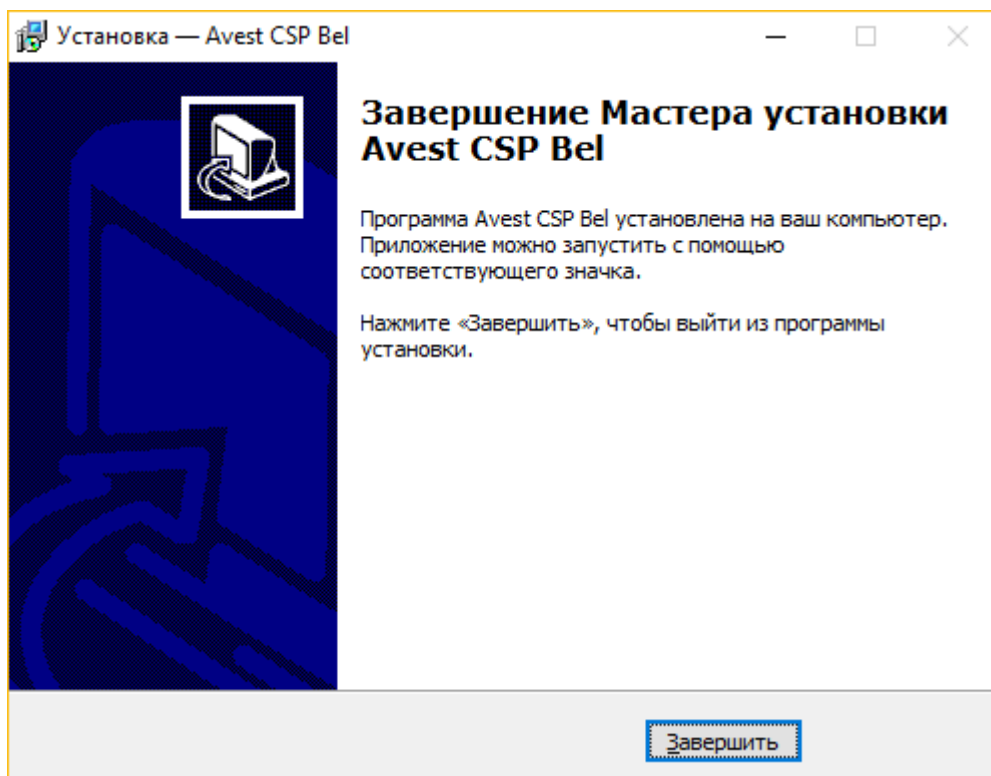 Установка — Avest CSP Bel
Завершение Мастера установки
Avest CSP Bel
Программа Avest CSP Bel установлена на ваш компьютер.
Приложение можно запустить с помощью
соответствующего значка.
Нажмите «Завершить», чтобы выйти из программы
установки.
Завершить